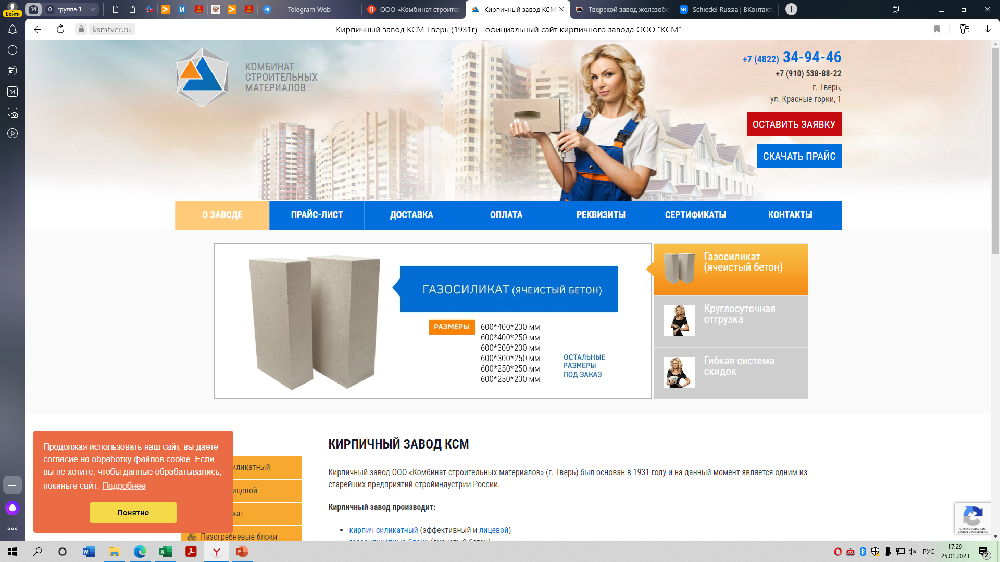 Войти
14
0 группа 1
Telegram Web
ООО «Комбинат строител
Кирпичный завод КСМ
Тверской завод железобе
Schiedel Russia | ВКонтакт
ksmtver.ru
Кирпичный завод КСМ Тверь (1931г) - официальный сайт кирпичного завода ООО "КСМ"
14
КОМБИНАТ
СТРОИТЕЛЬНЫХ
МАТЕРИАЛОВ
+7 (4822) 34-94-46
+7 (910) 538-88-22
г. Тверь,
ул. Красные горки, 1
ОСТАВИТЬ ЗАЯВКУ
СКАЧАТЬ ПРАЙС
О ЗАВОДЕ
ПРАЙС-ЛИСТ
ДОСТАВКА
ОПЛАТА
РЕКВИЗИТЫ
СЕРТИФИКАТЫ
КОНТАКТЫ
ГАЗОСИЛИКАТ (ЯЧЕИСТЫЙ БЕТОН)
РАЗМЕРЫ
600*400*200 мм
600*400*250 мм
600*300*200 мм
600*300*250 мм
600*250*250 мм
600*250*200 мм
ОСТАЛЬНЫЕ
РАЗМЕРЫ
ПОД ЗАКАЗ
Газосиликат
(ячеистый бетон)
Круглосуточная
отгрузка
Гибкая система
скидок
Продолжая использовать наш сайт, вы даете
согласие на обработку файлов cookie. Если
вы не хотите, чтобы данные обрабатывались,
покиньте сайт. Подробнее
Понятно
иликатный
ицевой
кат
Пазогребневые блоки
КИРПИЧНЫЙ ЗАВОД КСМ
Кирпичный завод ООО «Комбинат строительных материалов» (г. Тверь) был основан в 1931 году и на данный момент является одним из
старейших предприятий стройиндустрии России.
Кирпичный завод производит:
кирпич силикатный (эффективный и лицевой)
газосиликатные блоки (ячеистый бетон)
Конфиденциальность -
Условия использования
РУС
17:29
25.01.2023
2